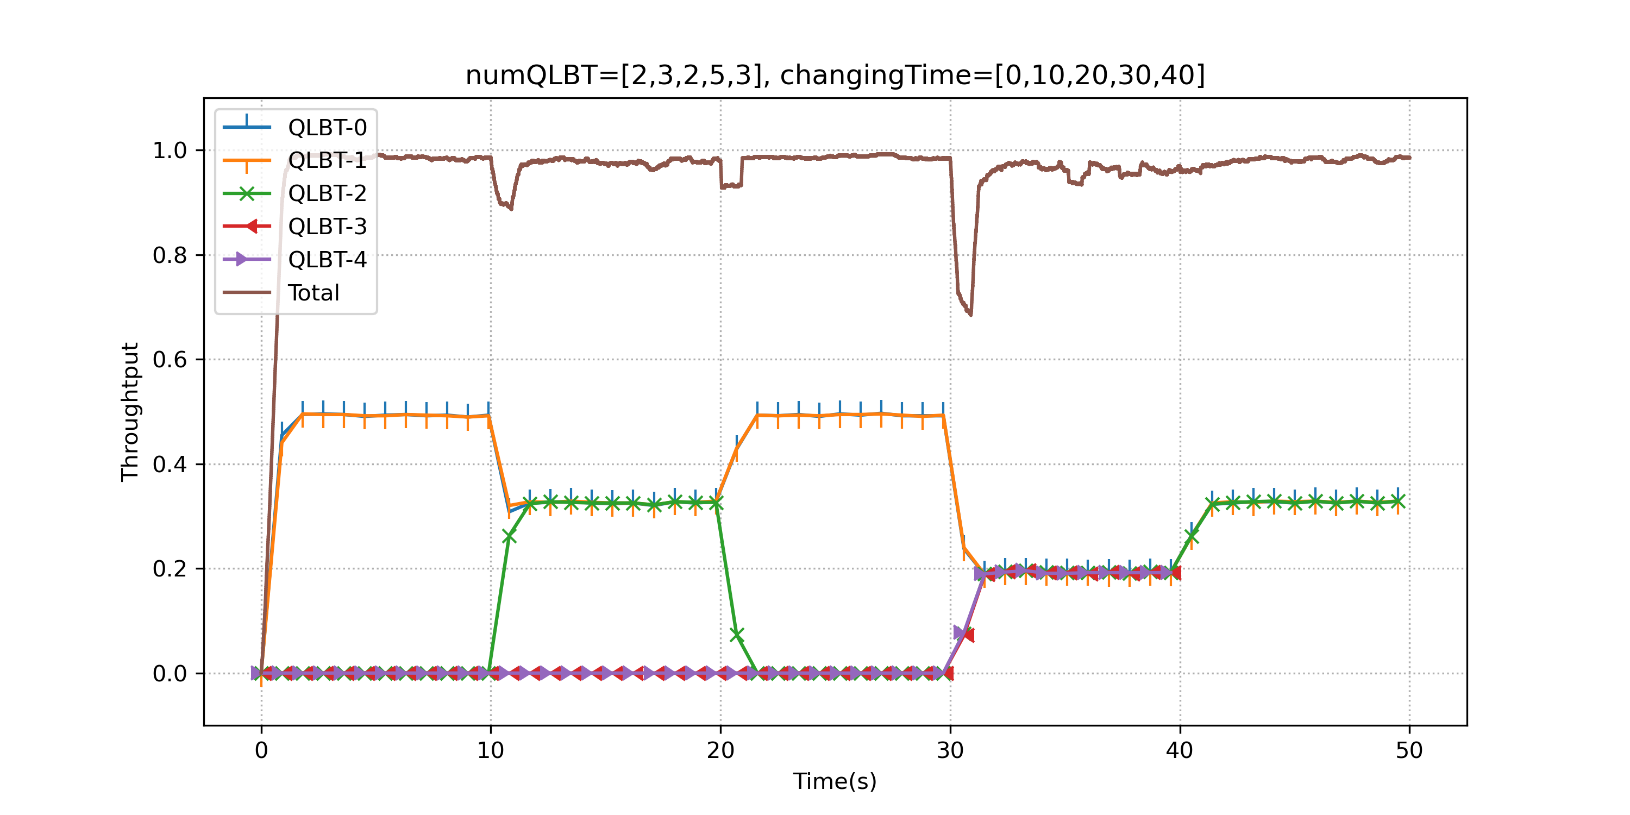 numQLBT=[2,3,2,5,3], changingTime=[0,10,20,30,40]
QLBT-0
QLBT-1
QLBT-2
QLBT-3
QLBT-4
Total
1.0
0.8
0.6
0.4
0.2
0.0
Throughtput
0 10 20 30 40 50
Time(s)